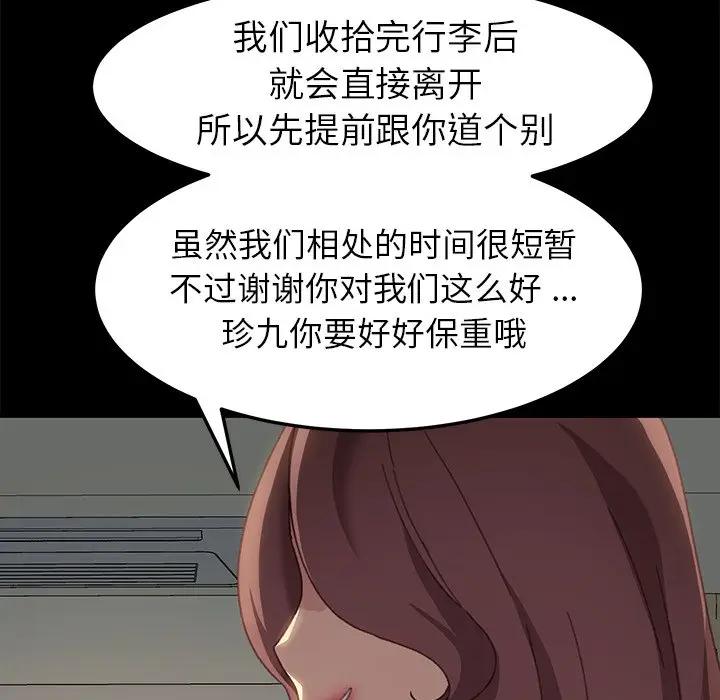 我们收拾完行李后
就会直接离开
所以先提前跟你道个别
虽然我们相处的时间很短暂
不过谢谢你对我们这么好...
珍九你要好好保重哦